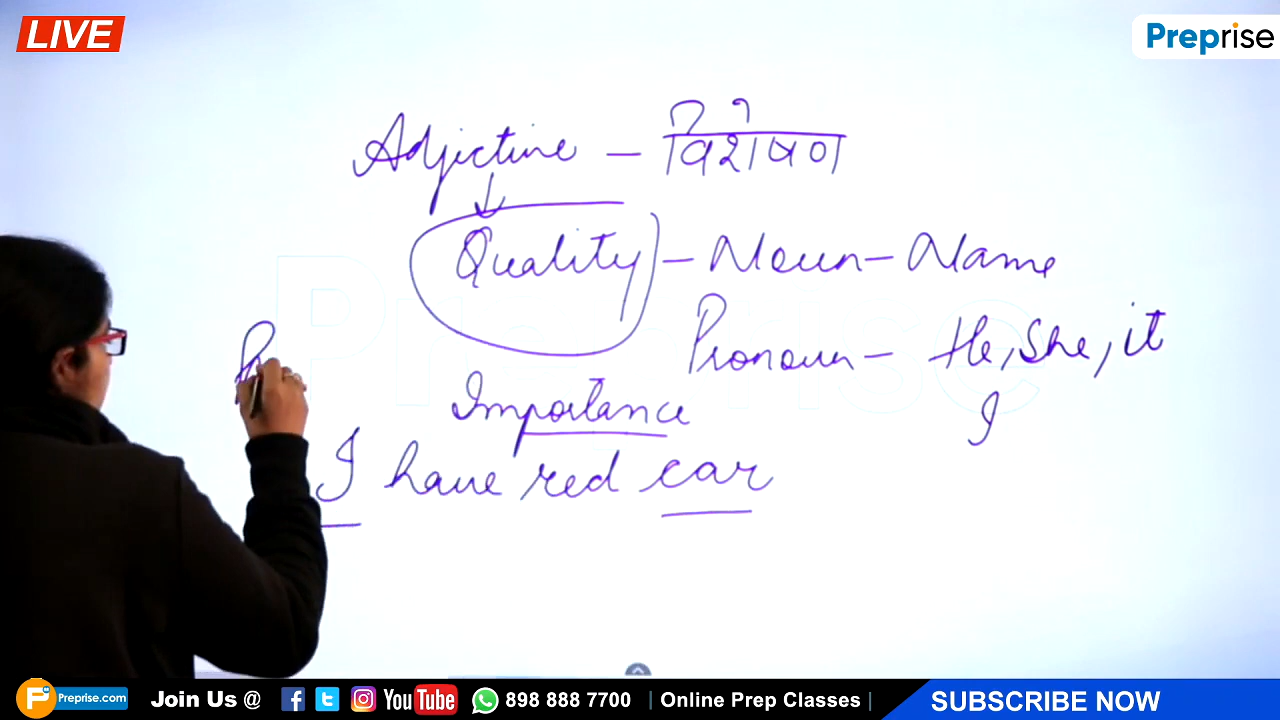 LIVE
Preprise
Adjictive – विशेषण
Quality – Noun – Name
Pronoun – He, She, it
I
Importance
I have red car
Preprise.com Join Us @ YouTube 898 888 7700 | Online Prep Classes | SUBSCRIBE NOW